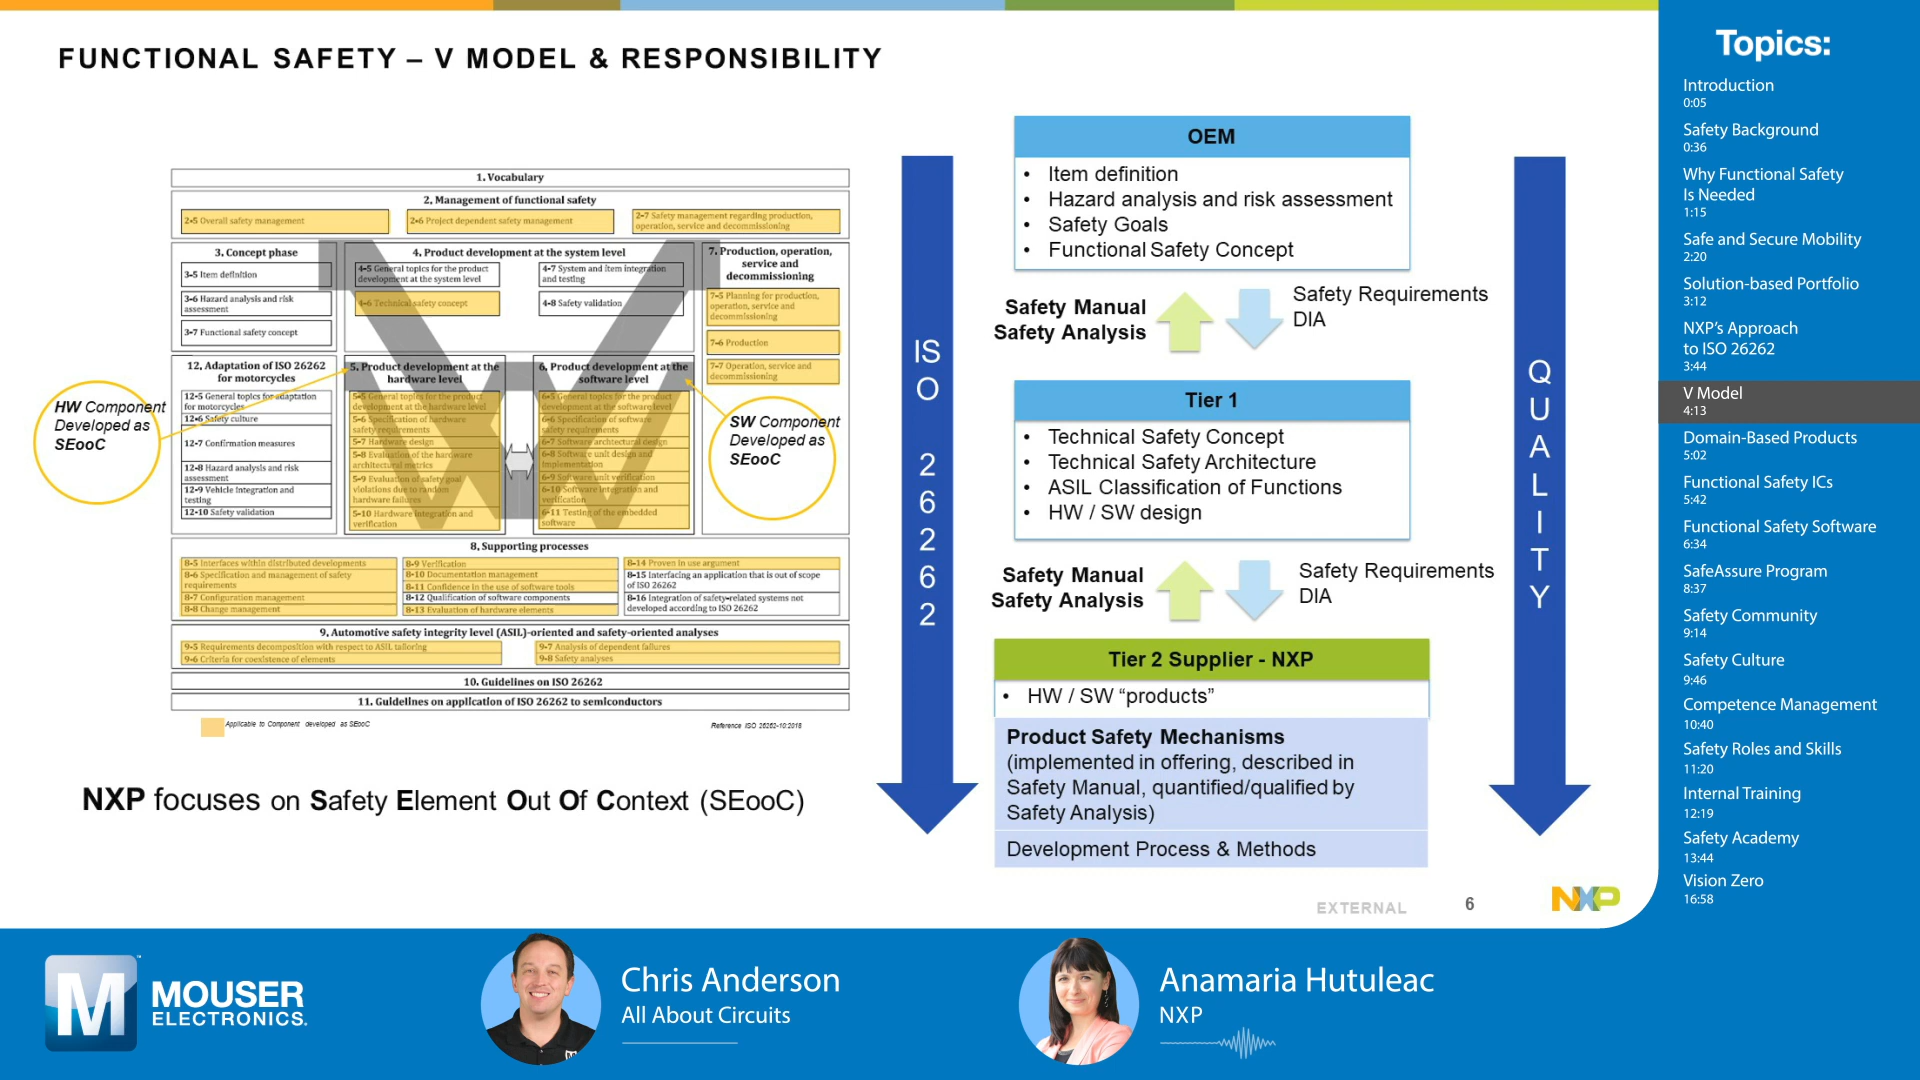 FUNCTIONAL SAFETY – V MODEL & RESPONSIBILITY
1. Vocabulary
2. Management of functional safety
2-5 Overall safety management
2-6 Project dependent safety management
2-7 Safety management regarding production,
operation, service and decommissioning
3. Concept phase
3-5 Item definition
3-6 Hazard analysis and risk
assessment
3-7 Functional safety concept
4. Product development at the system level
4-5 General topics for the product
development at the system level
4-6 Technical safety concept
4-7 System and item integration
and testing
4-8 Safety validation
7. Production, operation,
service and
decommissioning
7-5 Planning for production,
operation, service and
decommissioning
7-6 Production
7-7 Operation, service and
decommissioning
12. Adaptation of ISO 26262
for motorcycles
12-5 General topics for adaptation
for motorcycles
12-6 Safety culture
12-7 Confirmation measures
12-8 Hazard analysis and risk
assessment
12-9 Vehicle integration and
testing
12-10 Safety validation
5. Product development at the
hardware level
5-5 General topics for the product
development at the hardware level
5-6 Specification of hardware
safety requirements
5-7 Hardware design
5-8 Evaluation of the hardware
architectural metrics
5-9 Evaluation of safety goal
violations due to random
hardware failures
5-10 Hardware integration and
verification
6. Product development at the
software level
6-5 General topics for the product
development at the software level
6-6 Specification of software
safety requirements
6-7 Software architectural design
6-8 Software unit design and
implementation
6-9 Software unit verification
6-10 Software integration and
verification
6-11 Testing of the embedded
software
HW Component
Developed as
SEooC
SW Component
Developed as
SEooC
8. Supporting processes
8-5 Interfaces within distributed developments
8-6 Specification and management of safety
requirements
8-7 Configuration management
8-8 Change management
8-9 Verification
8-10 Documentation management
8-11 Confidence in the use of software tools
8-12 Qualification of software components
8-13 Evaluation of hardware elements
8-14 Proven in use argument
8-15 Interfacing an application that is out of scope
of ISO 26262
8-16 Integration of safety-related systems not
developed according to ISO 26262
9. Automotive safety integrity level (ASIL)-oriented and safety-oriented analyses
9-5 Requirements decomposition with respect to ASIL tailoring
9-6 Criteria for coexistence of elements
9-7 Analysis of dependent failures
9-8 Safety analyses
10. Guidelines on ISO 26262
11. Guidelines on application of ISO 26262 to semiconductors
Applicable to Component developed as SEooC
Reference ISO 26262-10:2018
NXP focuses on Safety Element Out Of Context (SEooC)
IS
O
2
6
2
6
2
OEM
• Item definition
• Hazard analysis and risk assessment
• Safety Goals
• Functional Safety Concept
Safety Manual
Safety Analysis
Safety Requirements
DIA
Tier 1
• Technical Safety Concept
• Technical Safety Architecture
• ASIL Classification of Functions
• HW / SW design
Safety Manual
Safety Analysis
Safety Requirements
DIA
Tier 2 Supplier - NXP
• HW / SW “products”
Product Safety Mechanisms
(implemented in offering, described in
Safety Manual, quantified/qualified by
Safety Analysis)
Development Process & Methods
Q
U
A
L
I
T
Y
EXTERNAL
6
NXP
Topics:
Introduction
0:05
Safety Background
0:36
Why Functional Safety
Is Needed
1:15
Safe and Secure Mobility
2:20
Solution-based Portfolio
3:12
NXP’s Approach
to ISO 26262
3:44
V Model
4:13
Domain-Based Products
5:02
Functional Safety ICs
5:42
Functional Safety Software
6:34
SafeAssure Program
8:37
Safety Community
9:14
Safety Culture
9:46
Competence Management
10:40
Safety Roles and Skills
11:20
Internal Training
12:19
Safety Academy
13:44
Vision Zero
16:58
M
MOUSER
ELECTRONICS.
Chris Anderson
All About Circuits
Anamaria Hutuleac
NXP